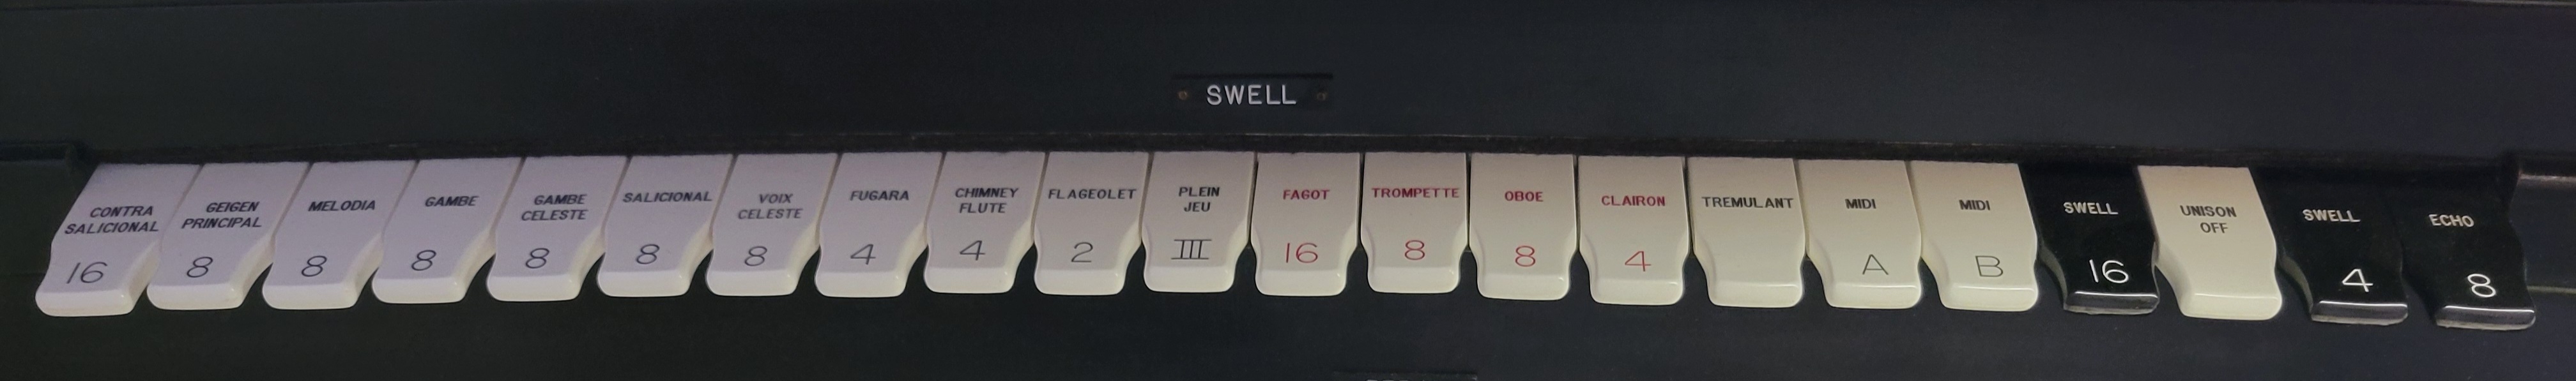 SWELL
CONTRA
SALICIONAL
16
GEIGEN
PRINCIPAL
8
MELODIA
8
GAMBE
8
GAMBE
CELESTE
8
SALICIONAL
8
VOIX
CELESTE
8
FUGARA
4
CHIMNEY
FLUTE
4
FLAGEOLET
2
PLEIN
JEU
III
FAGOT
16
TROMPETTE
8
OBOE
8
CLAIRON
4
TREMULANT
MIDI
A
MIDI
B
SWELL
16
UNISON
OFF
SWELL
4
ECHO
8